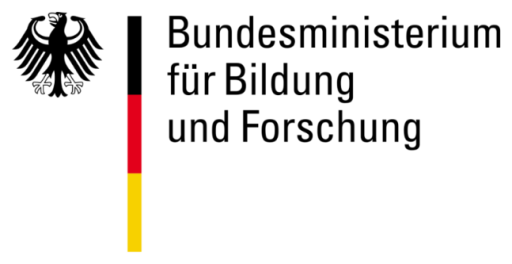 Bundesministerium
für Bildung
und Forschung